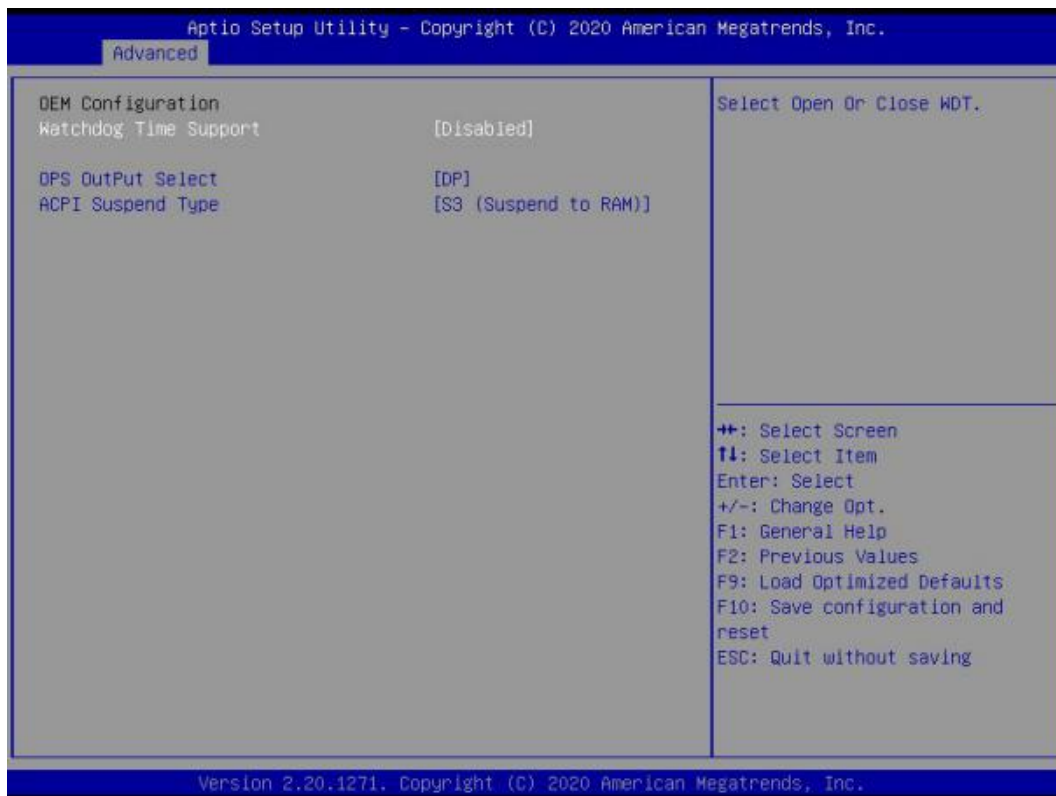 Aptio Setup Utility – Copyright (C) 2020 American Megatrends, Inc.
Advanced
OEM Configuration
Watchdog Time Support [Disabled]
OPS OutPut Select [DP]
ACPI Suspend Type [S3 (Suspend to RAM)]
Select Open Or Close WDT.
→←: Select Screen
↑↓: Select Item
Enter: Select
+/-: Change Opt.
F1: General Help
F2: Previous Values
F9: Load Optimized Defaults
F10: Save configuration and
reset
ESC: Quit without saving
Version 2.20.1271. Copyright (C) 2020 American Megatrends, Inc.